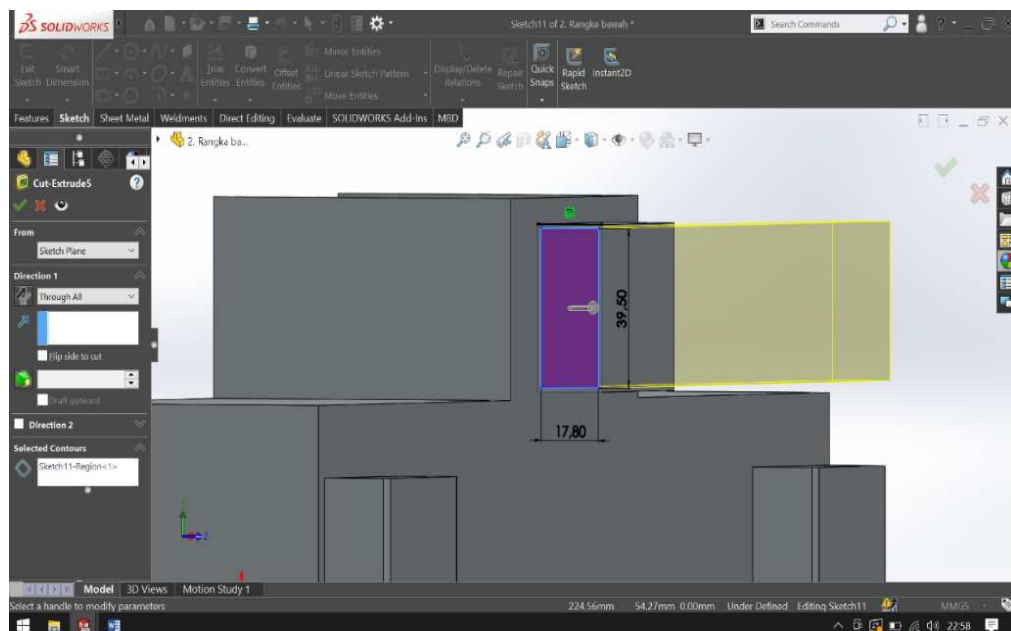 SOLIDWORKS
Sketch11 of 2. Rangka bawah *
Search Commands
Exit Sketch
Smart Dimension
Trim Entities
Convert Entities
Offset Entities
Mirror Entities
Linear Sketch Pattern
Move Entities
Display/Delete Relations
Repair Sketch
Quick Snaps
Rapid Sketch
Instant2D
Features Sketch Sheet Metal Weldments Direct Editing Evaluate SOLIDWORKS Add-Ins MBD
2. Rangka ba...
Cut-Extrude5
From
Sketch Plane
Direction 1
Through All
Flip side to cut
Draft outward
Direction 2
Selected Contours
Sketch11-Region<1>
39,50
17,80
Model 3D Views Motion Study 1
Select a handle to modify parameters
224.56mm 54.27mm 0.00mm Under Defined Editing Sketch11 MMGS
22:58